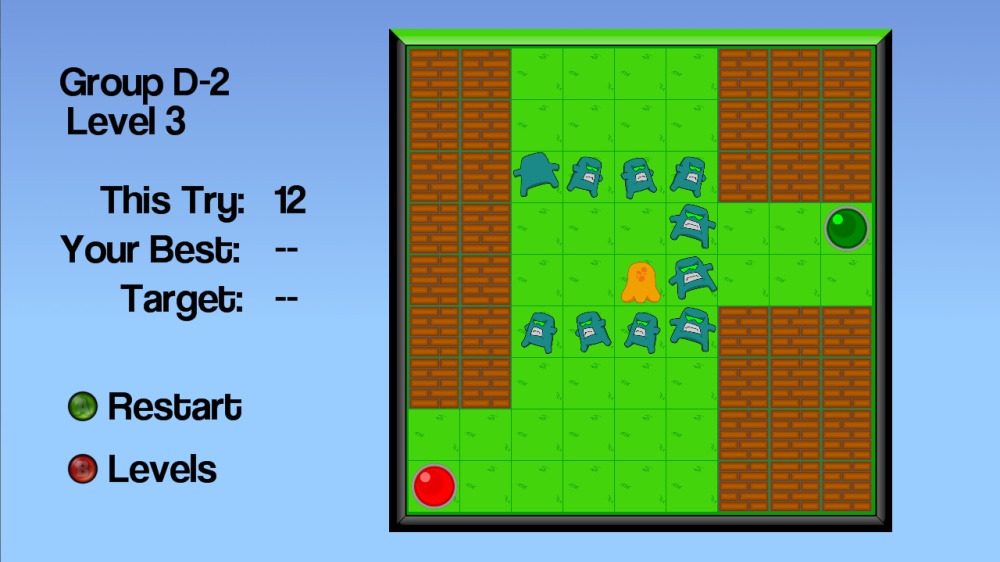 Group D-2
Level 3
This Try: 12
Your Best: --
Target: --
A Restart
B Levels